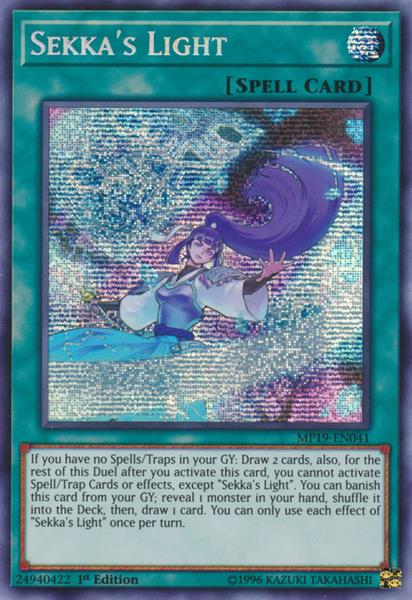 Sekka's Light
[Spell Card]
MP19-EN041
If you have no Spells/Traps in your GY: Draw 2 cards, also, for the
rest of this Duel after you activate this card, you cannot activate
Spell/Trap Cards or effects, except "Sekka's Light". You can banish
this card from your GY; reveal 1 monster in your hand, shuffle it
into the Deck, then, draw 1 card. You can only use each effect of
"Sekka's Light" once per turn.
24940422 1st Edition ©1996 KAZUKI TAKAHASHI